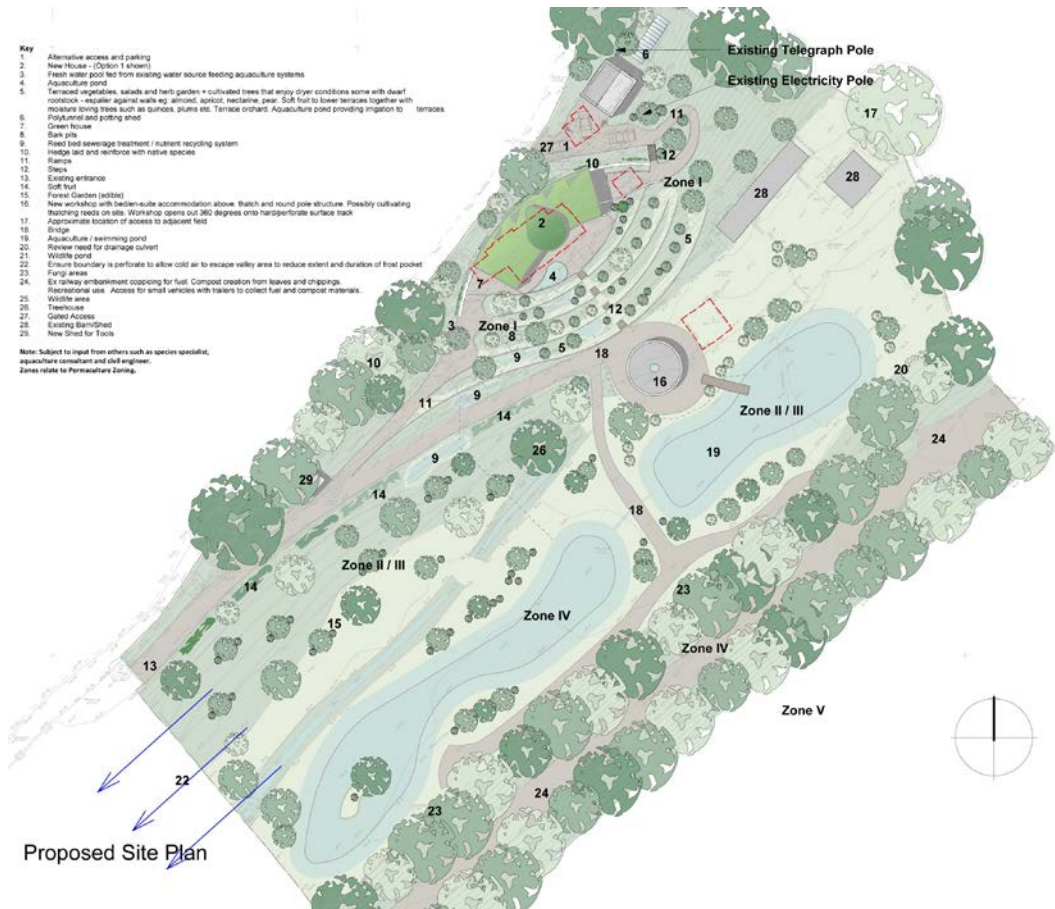 Key
1. Alternative access and parking
2. New House - (Option 1 shown)
3. Fresh water pool fed from existing water source feeding aquaculture systems
4. Aquaculture pond
5. Terraced vegetables, salads and herb garden + cultivated trees that enjoy dryer conditions some with dwarf
rootstock - espalier against walls eg. almond, apricot, nectarine, pear. Soft fruit to lower terraces together with
moisture loving trees such as quinces, plums etc. Terrace orchard. Aquaculture pond providing irrigation to terraces
6. Polytunnel and potting shed
7. Green house
8. Bark pits
9. Reed bed sewerage treatment / nutrient recycling system
10. Hedge laid and reinforce with native species
11. Ramps
12. Steps
13. Existing entrance
14. Soft fruit
15. Forest Garden (edible)
16. New workshop with bed/en-suite accommodation above. thatch and round pole structure. Possibly cultivating
thatching reeds on site. Workshop opens out 360 degrees onto hard/perforate surface track
17. Approximate location of access to adjacent field
18. Bridge
19. Aquaculture / swimming pond
20. Review need for drainage culvert
21. Wildlife pond
22. Ensure boundary is perforate to allow cold air to escape valley area to reduce extent and duration of frost pocket
23. Fungi areas
24. Ex railway embankment coppicing for fuel. Compost creation from leaves and chippings.
Recreational use. Access for small vehicles with trailers to collect fuel and compost materials.
25. Wildlife area
26. Treehouse
27. Gated Access
28. Existing Barn/Shed
29. New Shed for Tools
Note: Subject to input from others such as species specialist,
aquaculture consultant and civil engineer.
Zones relate to Permaculture Zoning.
Existing Telegraph Pole
6
Existing Electricity Pole
17
11
27
1
12
10
Zone I
28
28
2
5
7
4
12
3
Zone I
8
5
18
9
10
16
20
11
9
14
Zone II / III
24
26
19
9
29
14
18
Zone II / III
14
23
15
Zone IV
Zone IV
13
Zone V
22
24
23
Proposed Site Plan